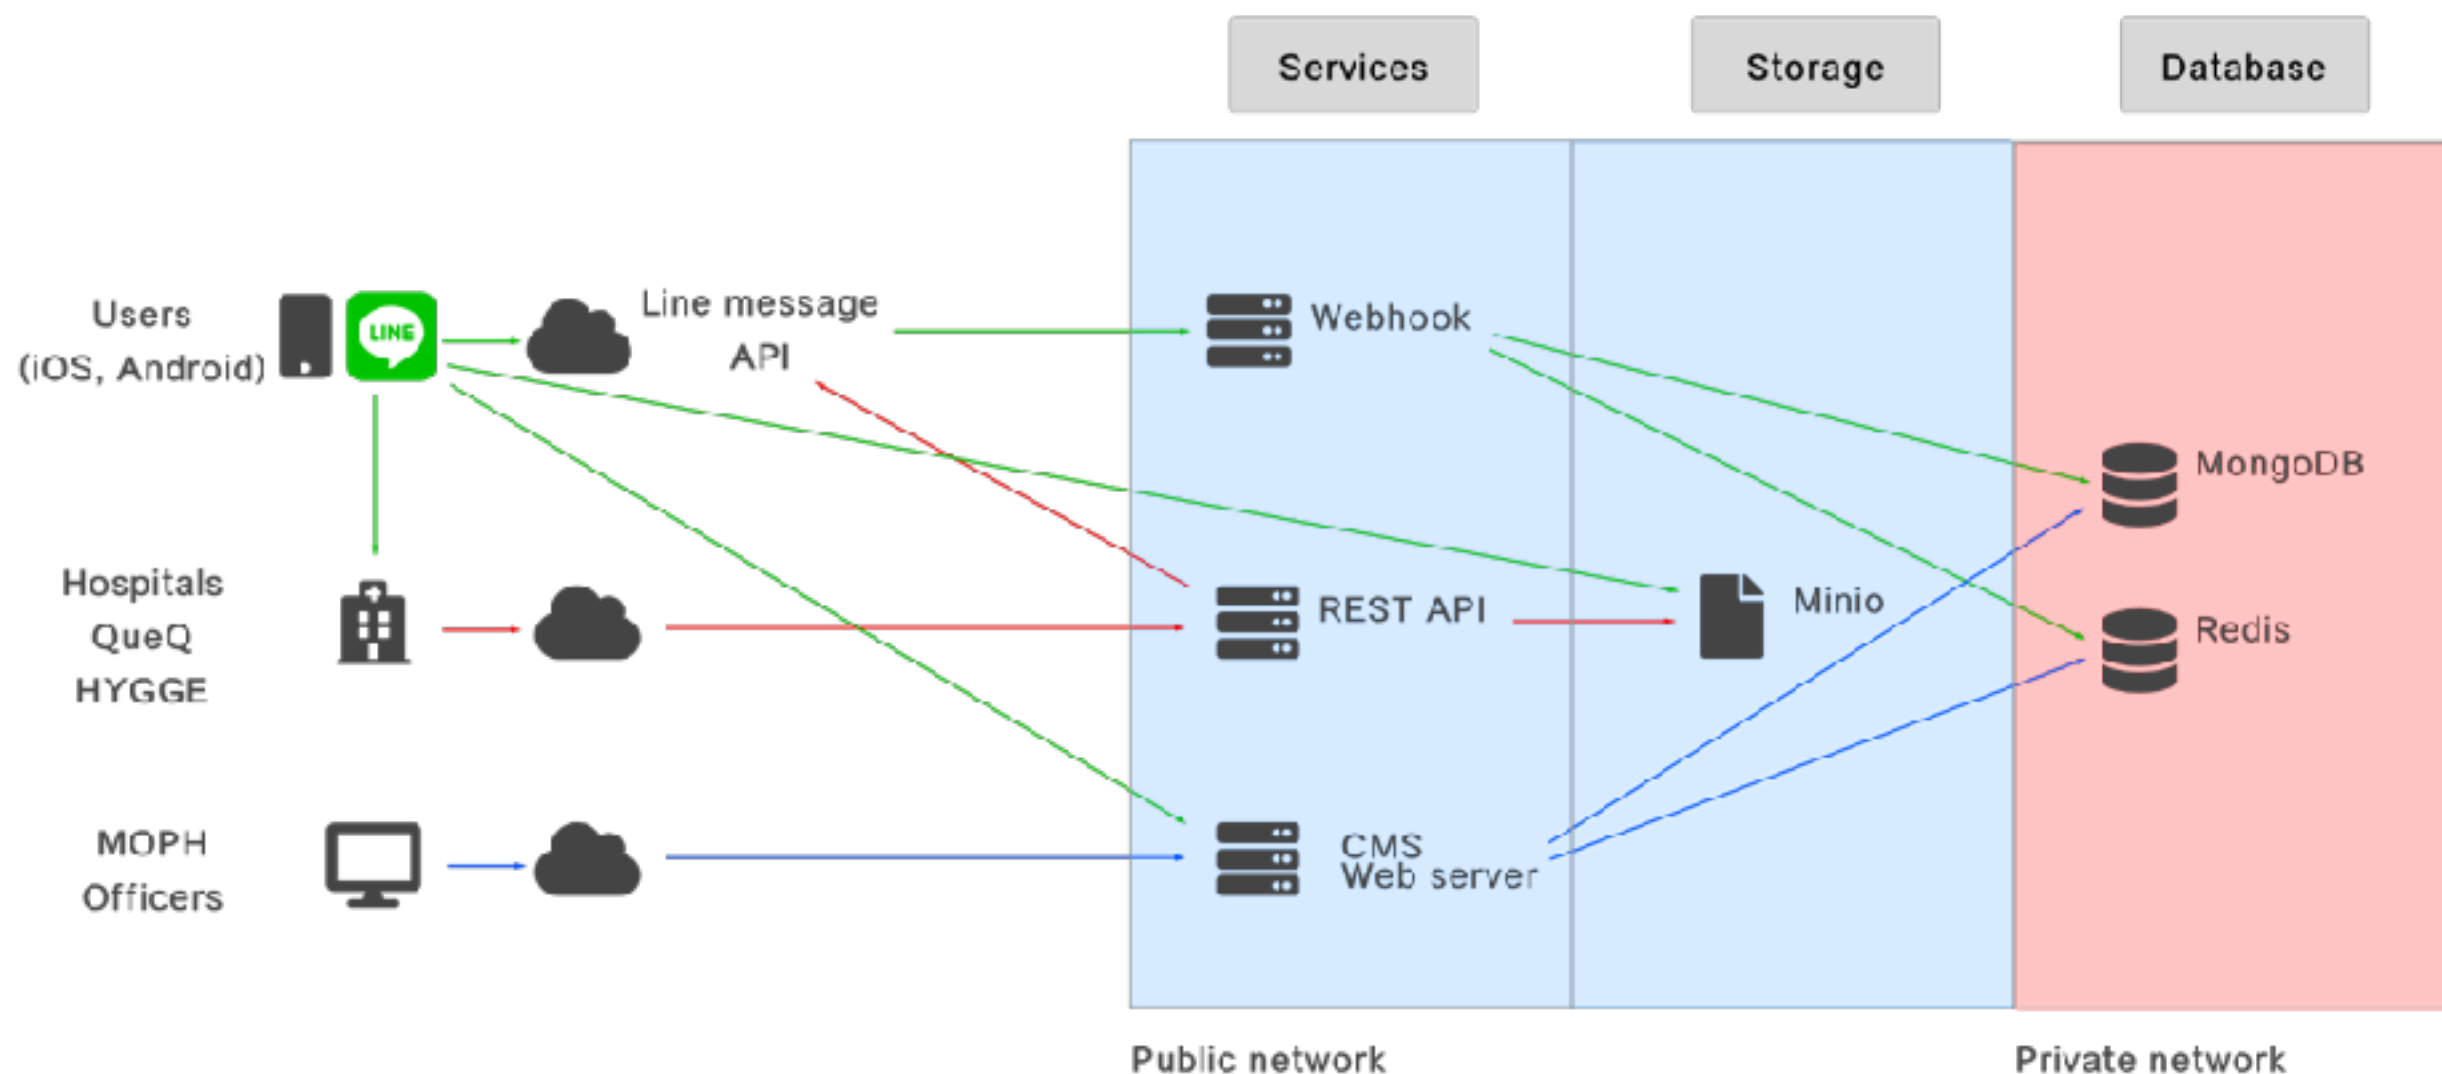 Services
Storage
Database
Users
(iOS, Android)
LINE
Line message
API
Webhook
MongoDB
Hospitals
QueQ
HYGGE
REST API
Minio
Redis
MOPH
Officers
CMS
Web server
Public network
Private network